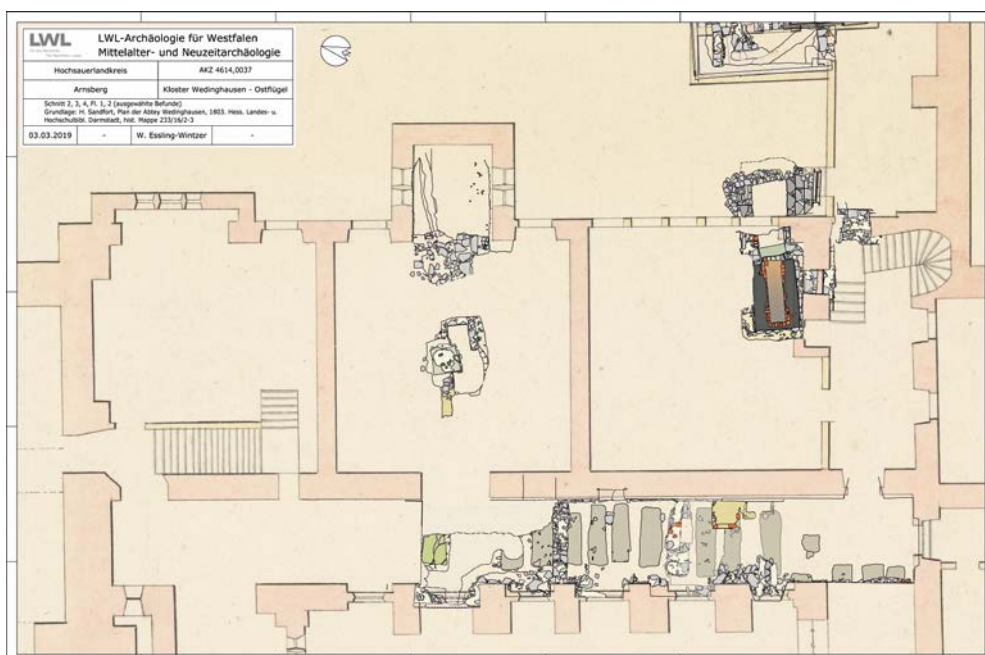 LWL
LWL-Archäologie für Westfalen
Mittelalter- und Neuzeitarchäologie
Hochsauerlandkreis
AKZ 4614,0037
Arnsberg
Kloster Wedinghausen - Ostflügel
Schnitt 2, 3, 4, Fl. 1, 2 (ausgewählte Befunde)
Grundlage: H. Sandfort, Plan der Abtey Wedinghausen, 1803. Hess. Landes- u.
Hochschulbibl. Darmstadt, hist. Mappe 233/16/2-3
03.03.2019
-
W. Essling-Wintzer
-